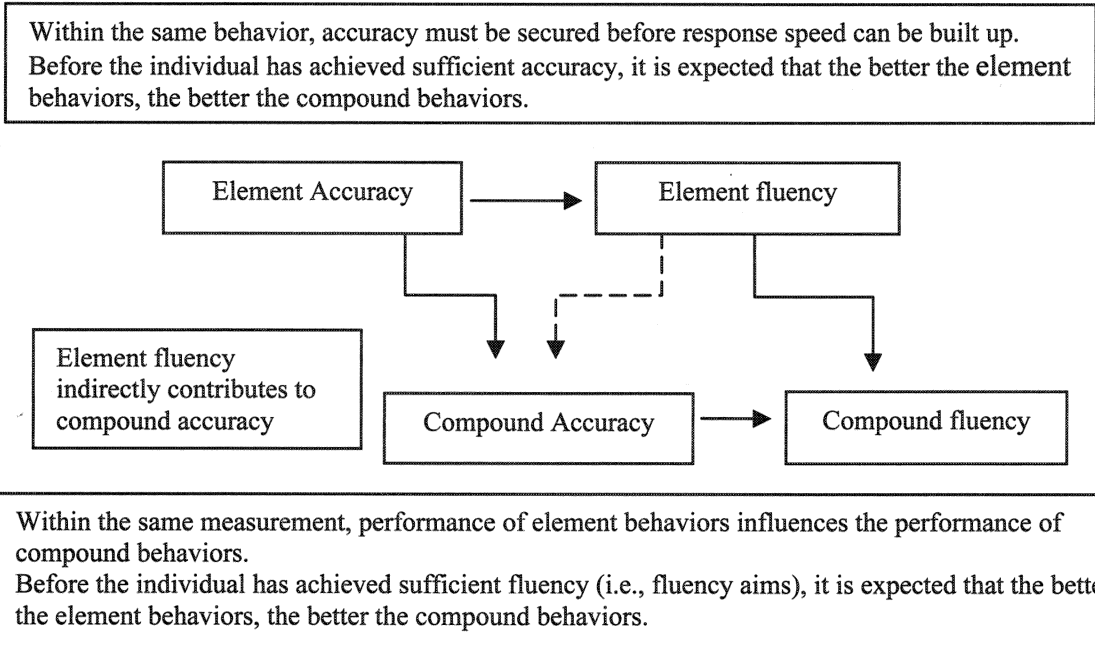 Within the same behavior, accuracy must be secured before response speed can be built up.
Before the individual has achieved sufficient accuracy, it is expected that the better the element
behaviors, the better the compound behaviors.
Element Accuracy
Element fluency
Element fluency
indirectly contributes to
compound accuracy
Compound Accuracy
Compound fluency
Within the same measurement, performance of element behaviors influences the performance of
compound behaviors.
Before the individual has achieved sufficient fluency (i.e., fluency aims), it is expected that the bette
the element behaviors, the better the compound behaviors.